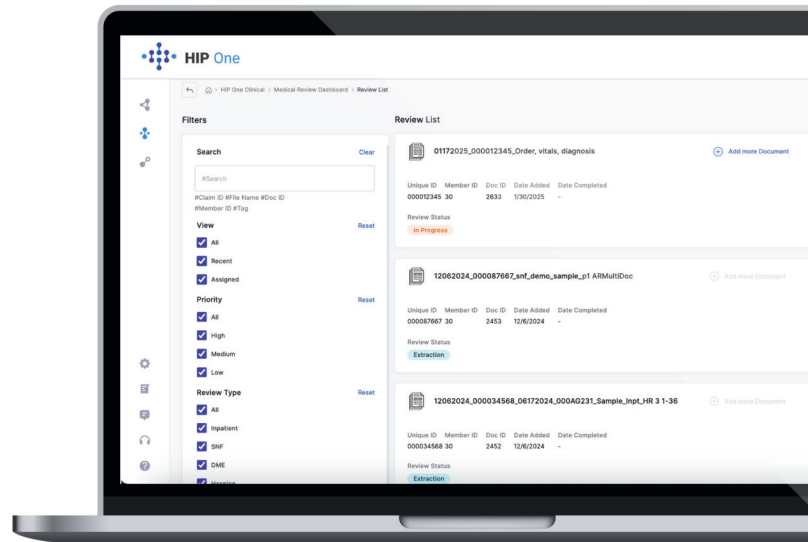 HIP One
HIP One Clinical > Medical Review Dashboard > Review List
Filters
Search
Clear
#Search
#Claim ID #File Name #Doc ID
#Member ID #Tag
View
Reset
All
Recent
Assigned
Priority
Reset
All
High
Medium
Low
Review Type
Reset
All
Inpatient
SNF
DME
Hospice
Review List
01172025_000012345_Order, vitals, diagnosis
Add more Document
Unique ID Member ID Doc ID Date Added Date Completed
000012345 30 2633 1/30/2025 -
Review Status
In Progress
12062024_000087667_snf_demo_sample_p1 ARMultiDoc
Add more Document
Unique ID Member ID Doc ID Date Added Date Completed
000087667 30 2453 12/6/2024 -
Review Status
Extraction
12062024_000034568_06172024_000AG231_Sample_Inpt_HR 3 1-36
Add more Document
Unique ID Member ID Doc ID Date Added Date Completed
000034568 30 2452 12/6/2024 -
Review Status
Extraction